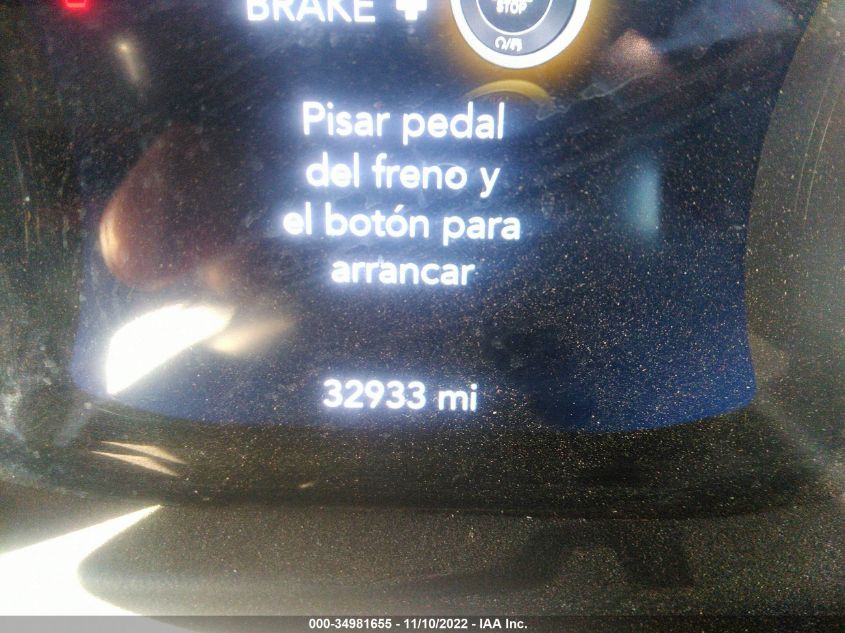 BRAKE +
STOP
Pisar pedal
del freno y
el botón para
arrancar
32933 mi
000-34981655 - 11/10/2022 - IAA Inc.